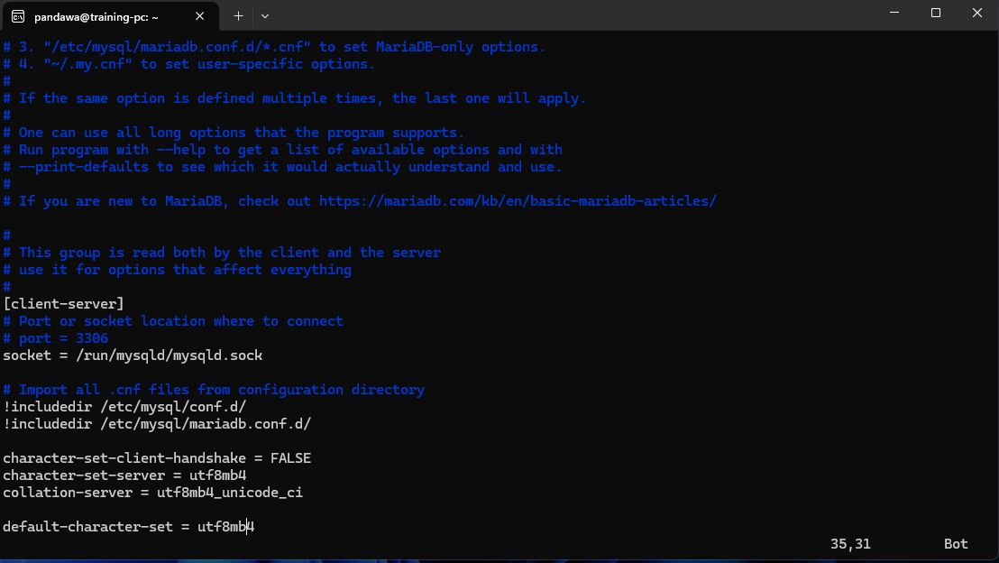 pandawa@training-pc: ~
# 3. "/etc/mysql/mariadb.conf.d/*.cnf" to set MariaDB-only options.
# 4. "~/.my.cnf" to set user-specific options.
#
# If the same option is defined multiple times, the last one will apply.
#
# One can use all long options that the program supports.
# Run program with --help to get a list of available options and with
# --print-defaults to see which it would actually understand and use.
#
# If you are new to MariaDB, check out https://mariadb.com/kb/en/basic-mariadb-articles/
#
# This group is read both by the client and the server
# use it for options that affect everything
#
[client-server]
# Port or socket location where to connect
# port = 3306
socket = /run/mysqld/mysqld.sock
# Import all .cnf files from configuration directory
!includedir /etc/mysql/conf.d/
!includedir /etc/mysql/mariadb.conf.d/
character-set-client-handshake = FALSE
character-set-server = utf8mb4
collation-server = utf8mb4_unicode_ci
default-character-set = utf8mb4
35,31 Bot